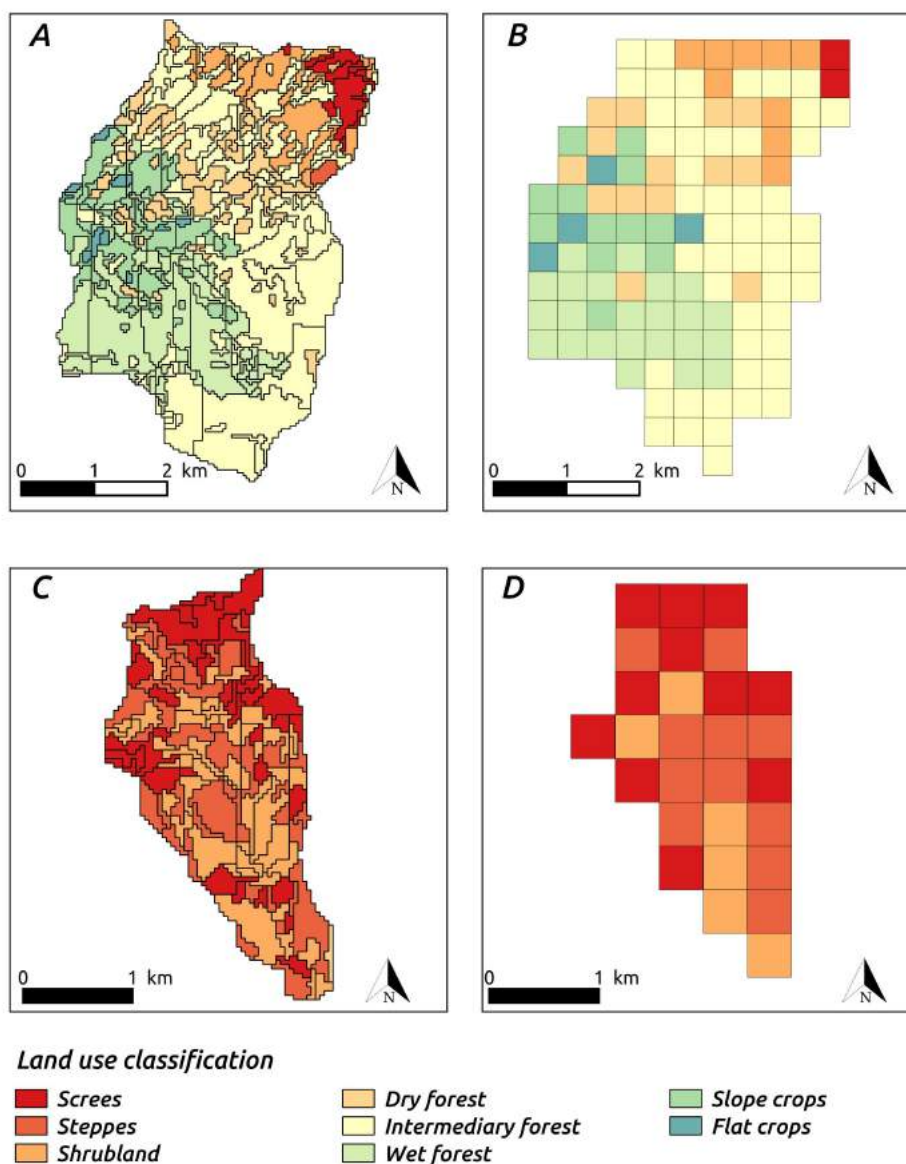 A
B
0 1 2 km
N
0 1 2 km
N
C
D
0 1 km
N
0 1 km
N
Land use classification
Screes
Steppes
Shrubland
Dry forest
Intermediary forest
Wet forest
Slope crops
Flat crops